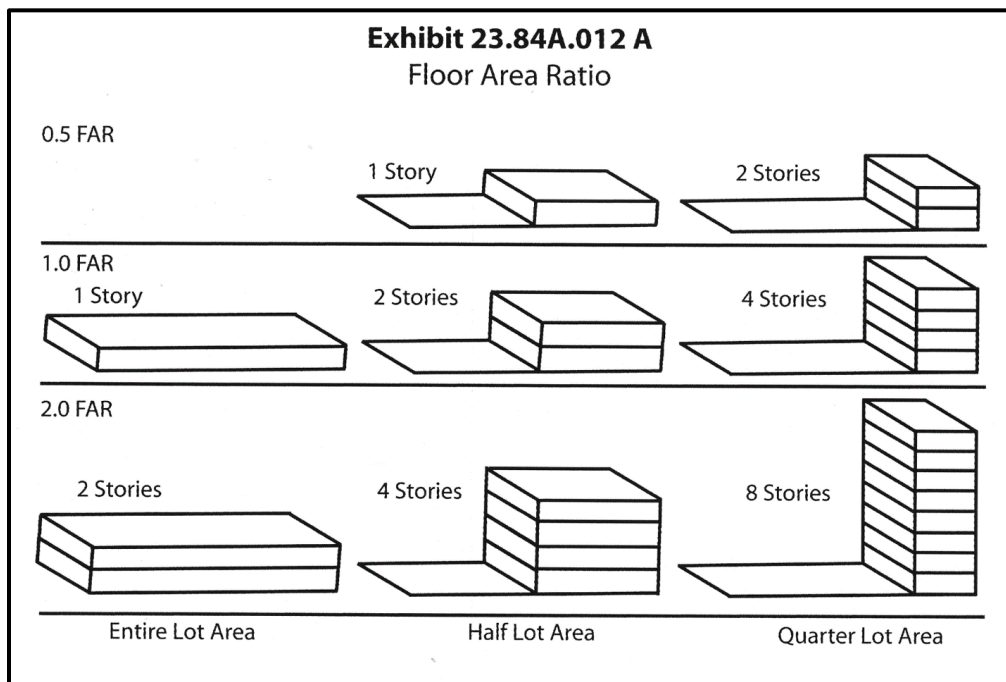 Exhibit 23.84A.012 A
Floor Area Ratio
0.5 FAR
1 Story
2 Stories
1.0 FAR
1 Story
2 Stories
4 Stories
2.0 FAR
2 Stories
4 Stories
8 Stories
Entire Lot Area
Half Lot Area
Quarter Lot Area